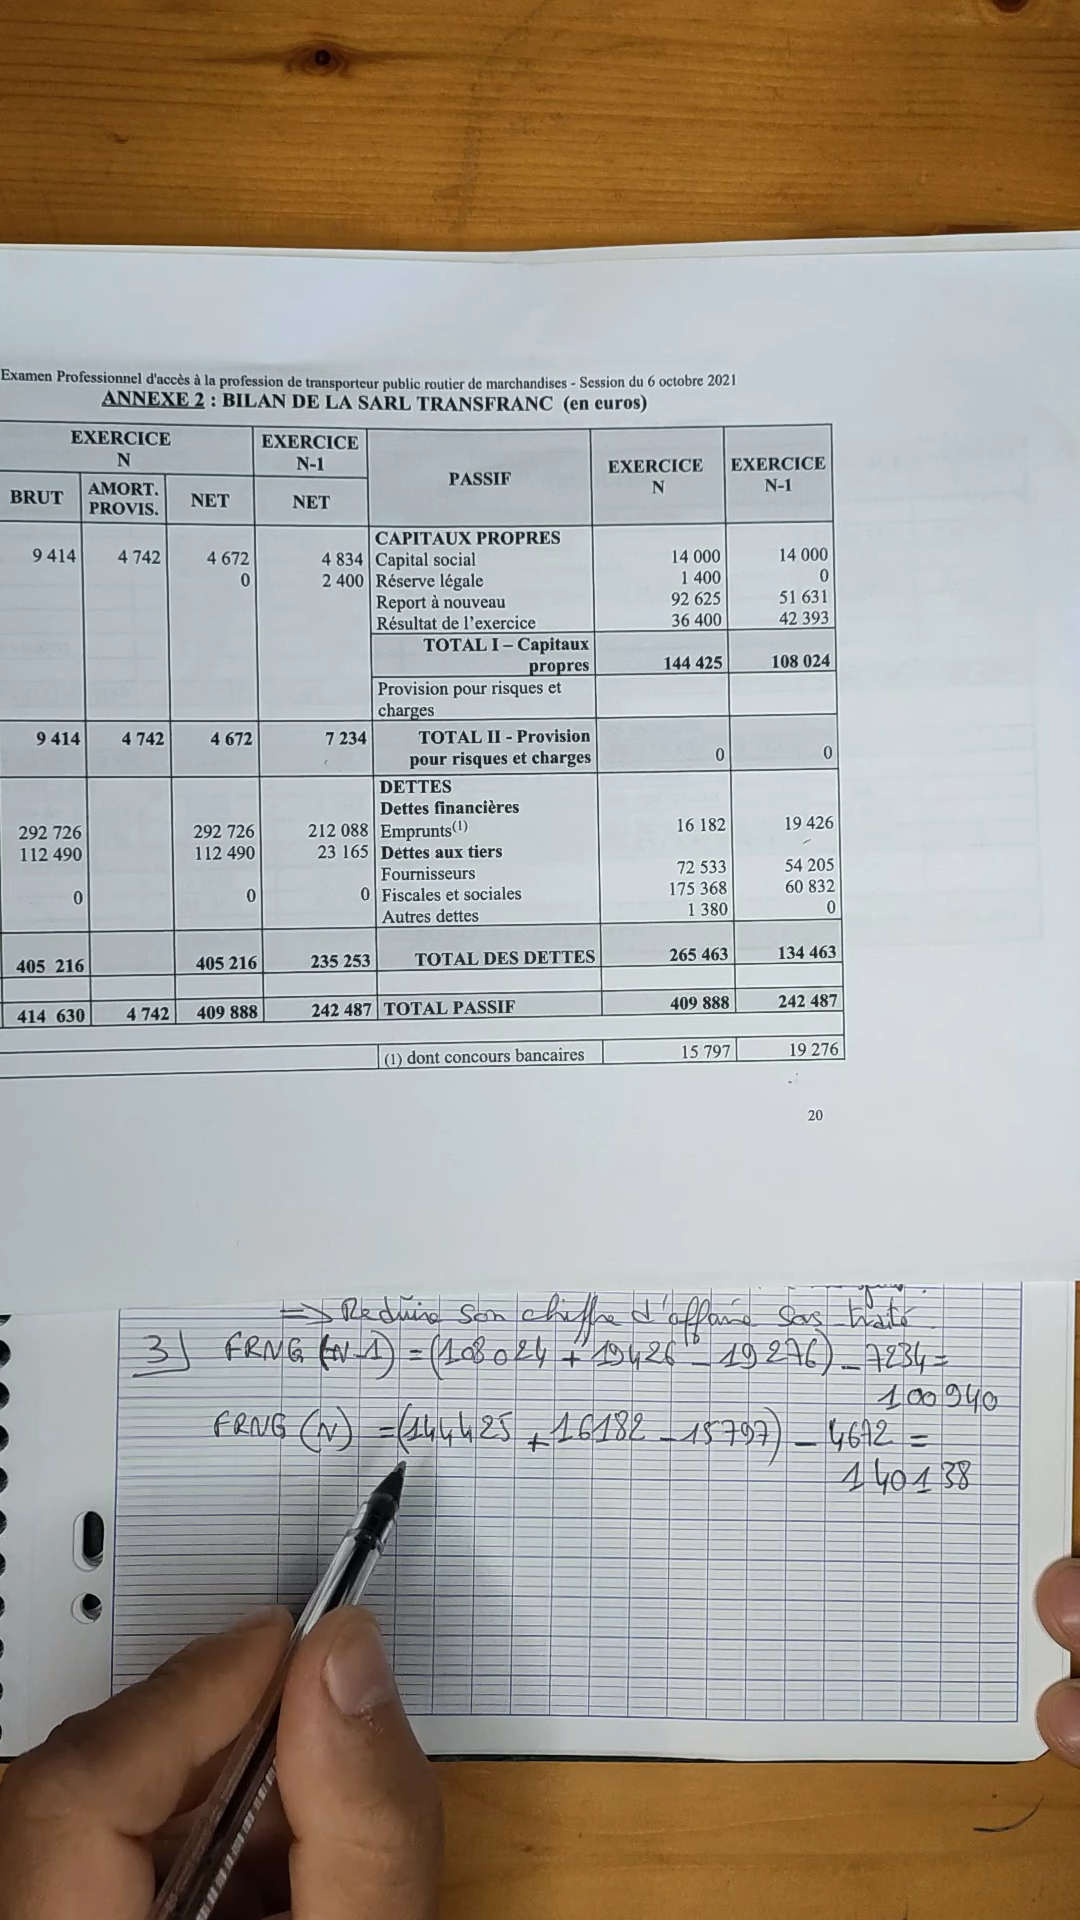 Examen Professionnel d'accès à la profession de transporteur public routier de marchandises - Session du 6 octobre 2021
ANNEXE 2 : BILAN DE LA SARL TRANSFRANC (en euros)
EXERCICE N EXERCICE N-1 PASSIF EXERCICE N EXERCICE N-1
BRUT AMORT. PROVIS. NET NET
CAPITAUX PROPRES
9 414 4 742 4 672 4 834 Capital social 14 000 14 000
0 2 400 Réserve légale 1 400 0
Report à nouveau 92 625 51 631
Résultat de l'exercice 36 400 42 393
TOTAL I – Capitaux
propres 144 425 108 024
Provision pour risques et
charges
9 414 4 742 4 672 7 234 TOTAL II - Provision
pour risques et charges 0 0
DETTES
Dettes financières
292 726 292 726 212 088 Emprunts(1) 16 182 19 426
112 490 112 490 23 165 Dettes aux tiers
Fournisseurs 72 533 54 205
0 0 0 Fiscales et sociales 175 368 60 832
Autres dettes 1 380 0
405 216 405 216 235 253 TOTAL DES DETTES 265 463 134 463
414 630 4 742 409 888 242 487 TOTAL PASSIF 409 888 242 487
(1) dont concours bancaires 15 797 19 276
20
=> Reduire son chiffre d'affaire sous traité
3) FRNG (N-1) = (108 024 + 19426 - 19276) - 7234 =
100940
FRNG (N) = (144425 + 16182 - 15797) - 4672 =
140138